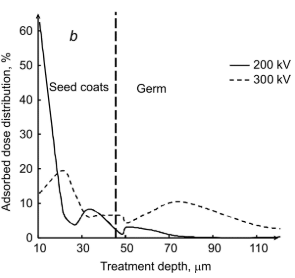 b
60
50
40
30
20
10
0
Adsorbed dose distribution, %
Seed coats
Germ
200 kV
300 kV
10 30 50 70 90 110
Treatment depth, μm